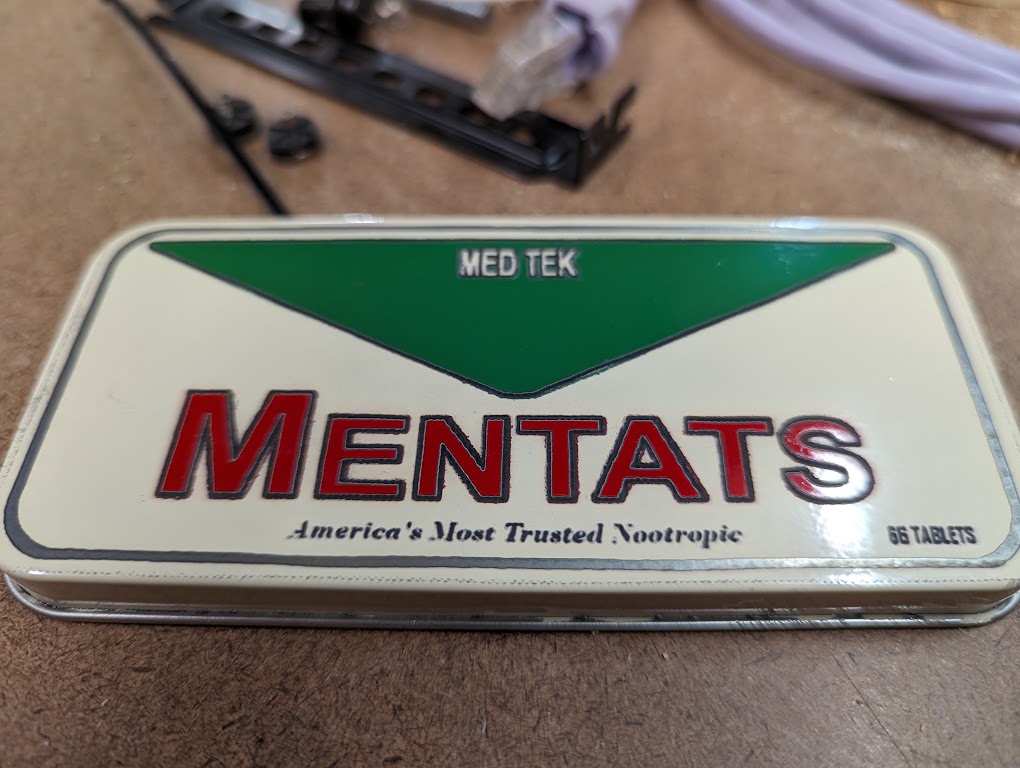 MED TEK
MENTATS
America's Most Trusted Nootropic
66 TABLETS